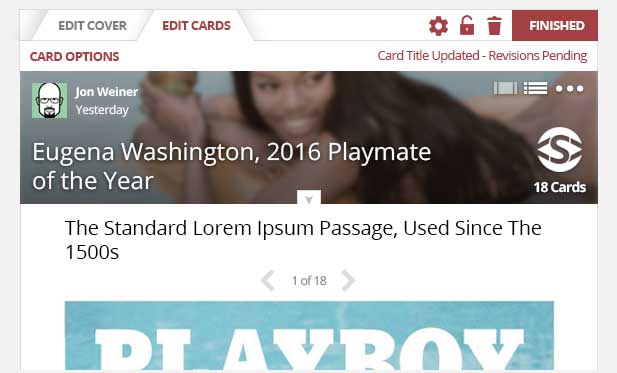 EDIT COVER
EDIT CARDS
FINISHED
CARD OPTIONS
Card Title Updated - Revisions Pending
Jon Weiner
Yesterday
Eugena Washington, 2016 Playmate
of the Year
18 Cards
The Standard Lorem Ipsum Passage, Used Since The
1500s
1 of 18
PLAYBOY